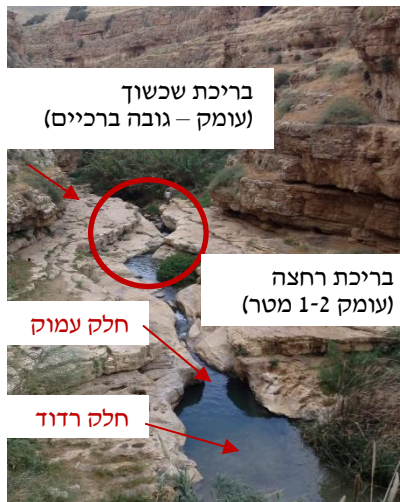 בריכת שכשוך
(עומק – גובה ברכיים)
בריכת רחצה
(עומק 1-2 מטר)
חלק עמוק
חלק רדוד